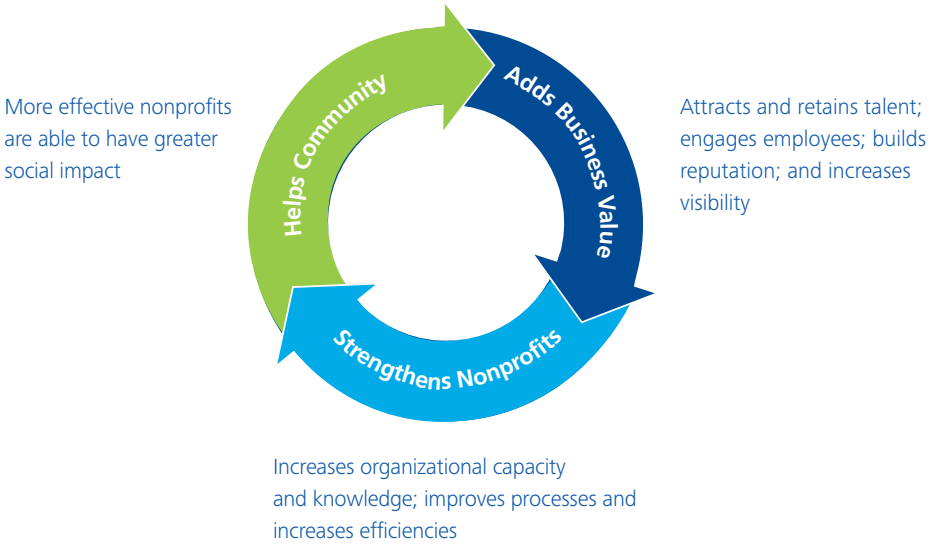 Helps Community
Adds Business Value
Strengthens Nonprofits
More effective nonprofits
are able to have greater
social impact
Attracts and retains talent;
engages employees; builds
reputation; and increases
visibility
Increases organizational capacity
and knowledge; improves processes and
increases efficiencies